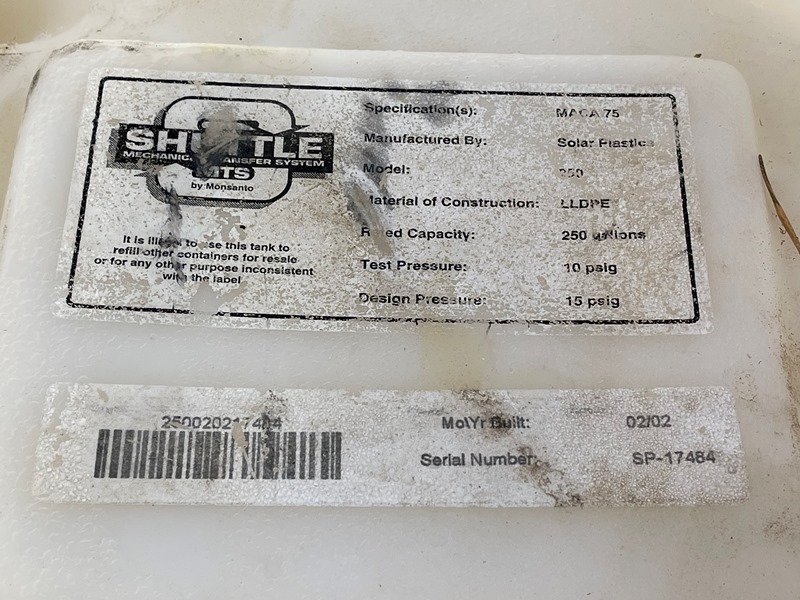 SHUTTLE
MECHANICAL TRANSFER SYSTEM
MTS
by Monsanto
It is illegal to use this tank to
refill other containers for resale
or for any other purpose inconsistent
with the label
Specification(s): MACA 75
Manufactured By: Solar Plastics
Model: 250
Material of Construction: LLDPE
Rated Capacity: 250 gallons
Test Pressure: 10 psig
Design Pressure: 15 psig
250020217484
Mo\Yr Built: 02/02
Serial Number: SP-17484